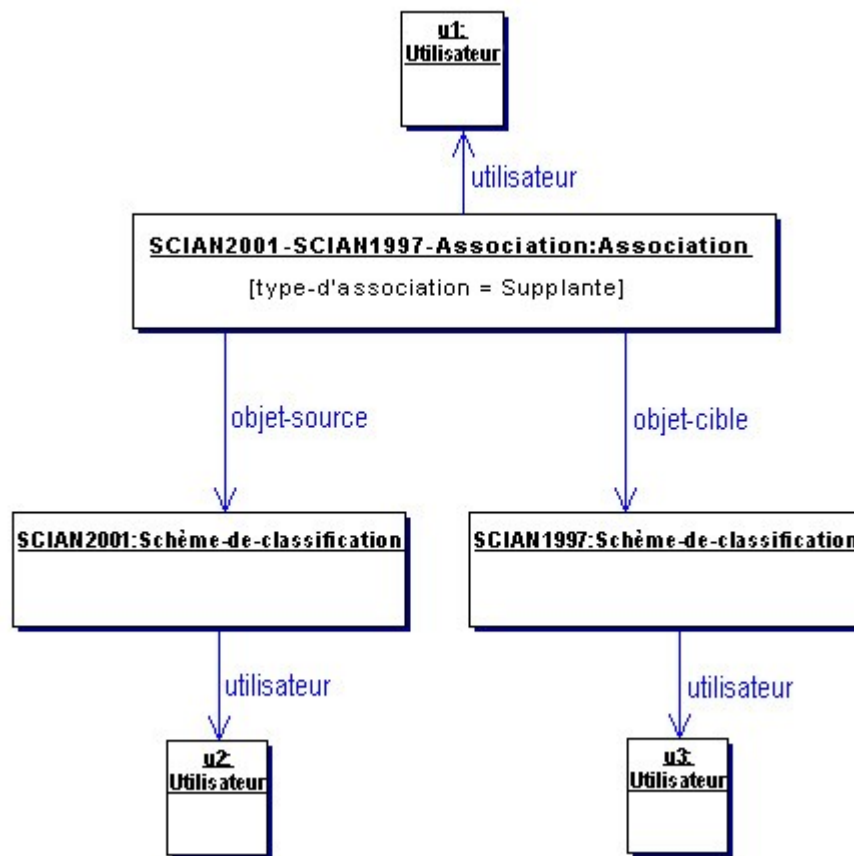 u1:
Utilisateur
utilisateur
SCIAN2001-SCIAN1997-Association:Association
[type-d'association = Supplante]
objet-source
objet-cible
SCIAN2001:Schème-de-classification
SCIAN1997:Schème-de-classification
utilisateur
utilisateur
u2:
Utilisateur
u3:
Utilisateur